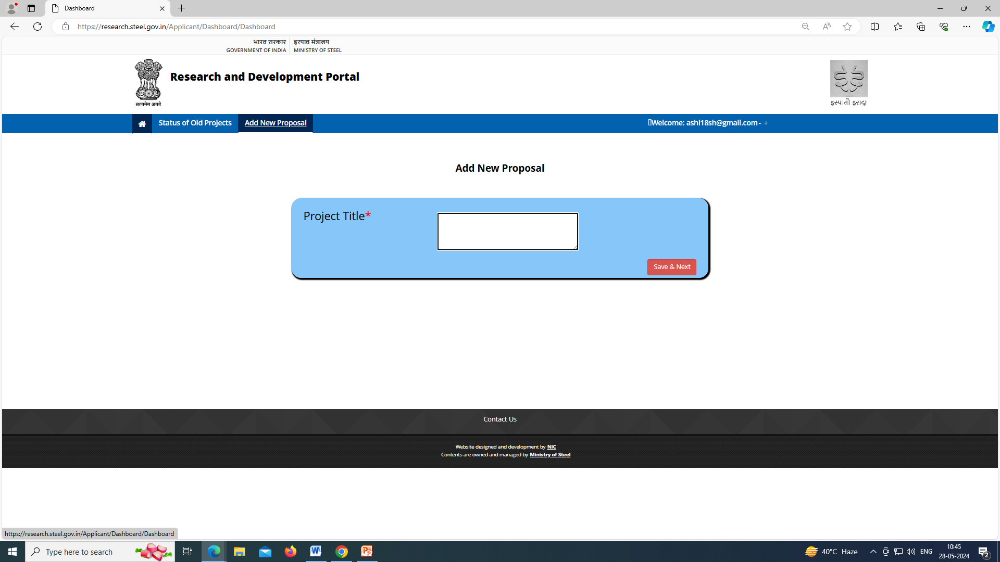 Dashboard
https://research.steel.gov.in/Applicant/Dashboard/Dashboard
भारत सरकार इस्पात मंत्रालय
GOVERNMENT OF INDIA MINISTRY OF STEEL
Research and Development Portal
सत्यमेव जयते
इस्पाती इरादा
Status of Old Projects Add New Proposal Welcome: ashi18sh@gmail.com +
Add New Proposal
Project Title*
Save & Next
Contact Us
Website designed and development by NIC
Contents are owned and managed by Ministry of Steel
https://research.steel.gov.in/Applicant/Dashboard/Dashboard
Type here to search
40°C Haze
ENG
10:45
28-05-2024
2